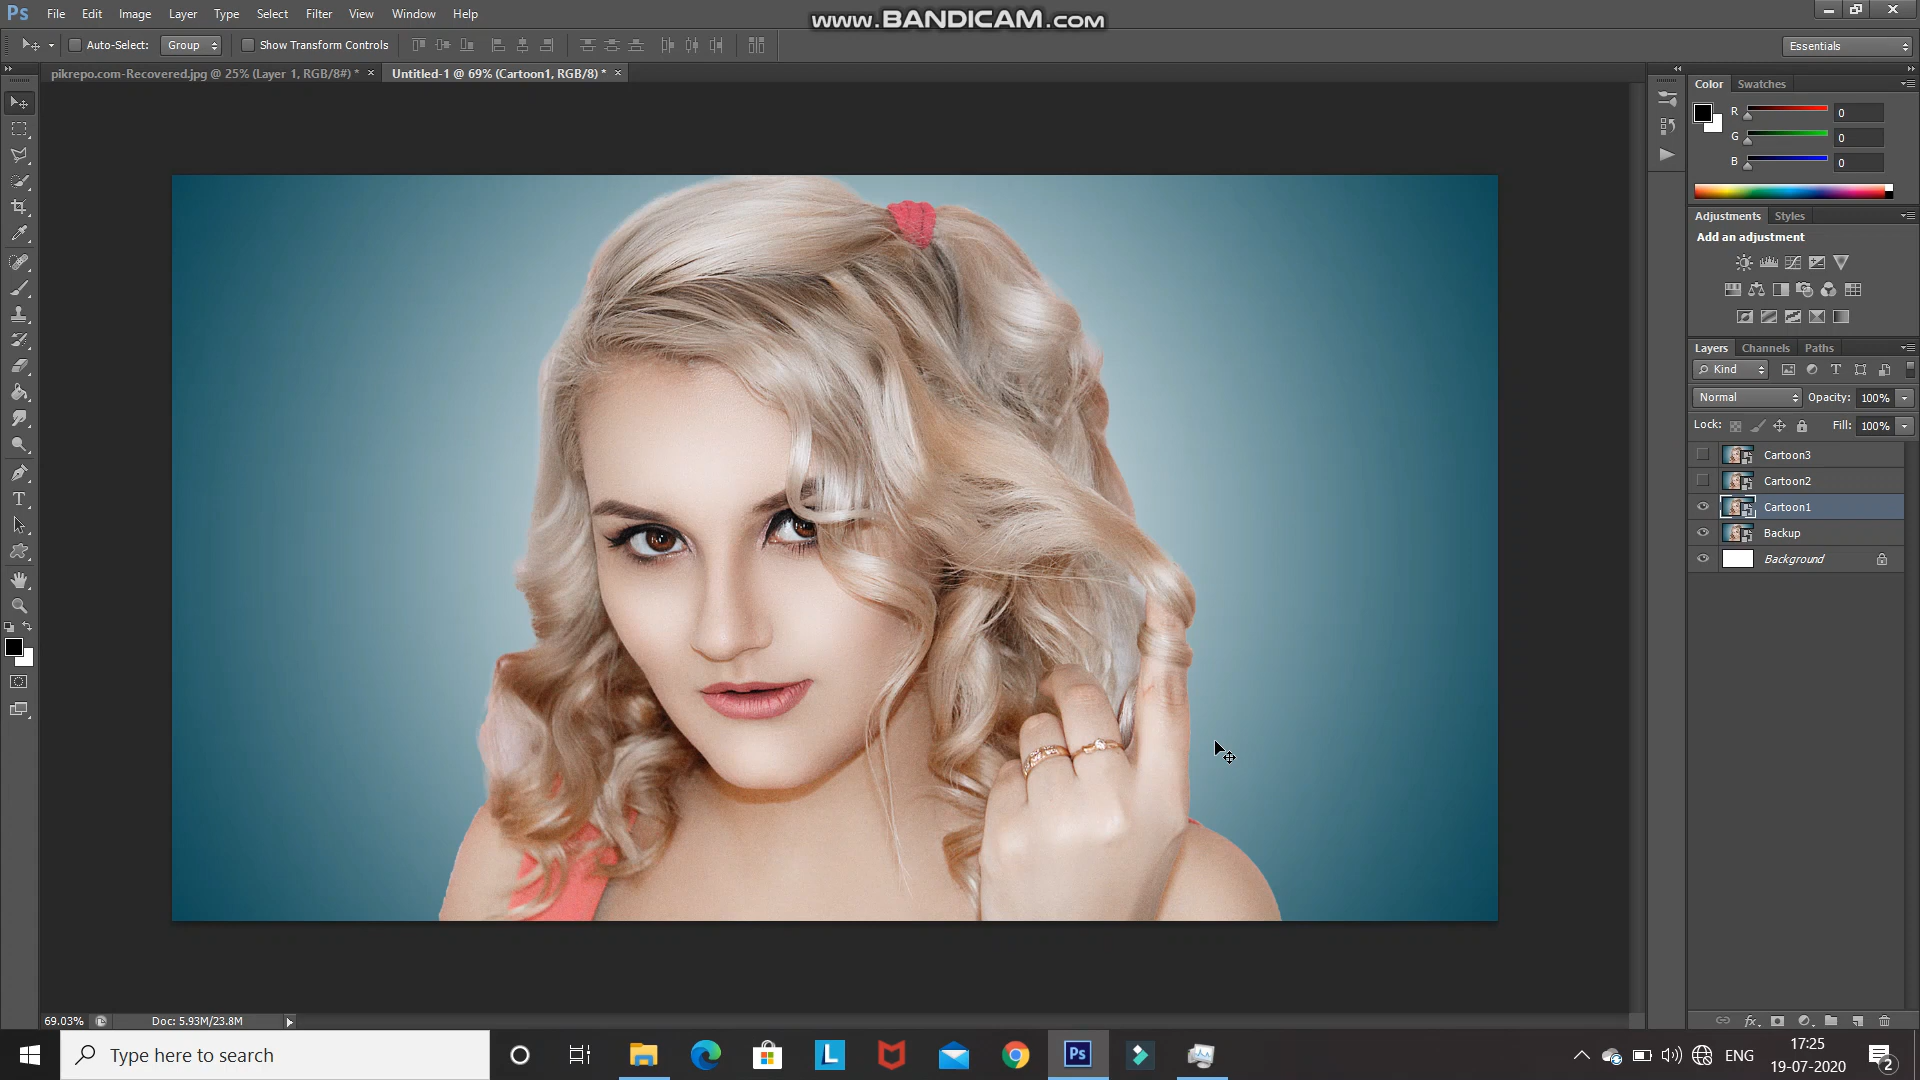 Ps File Edit Image Layer Type Select Filter View Window Help
www.BANDICAM.com
Auto-Select: Group Show Transform Controls
Essentials
pikrepo.com-Recovered.jpg @ 25% (Layer 1, RGB/8#) * × Untitled-1 @ 69% (Cartoon1, RGB/8) * ×
Color Swatches
R 0
G 0
B 0
Adjustments Styles
Add an adjustment
Layers Channels Paths
Kind
Normal Opacity: 100%
Lock: Fill: 100%
Cartoon3
Cartoon2
Cartoon1
Backup
Background
T
69.03% Doc: 5.93M/23.8M
fx
Type here to search
L
Ps
ENG
17:25
19-07-2020
2